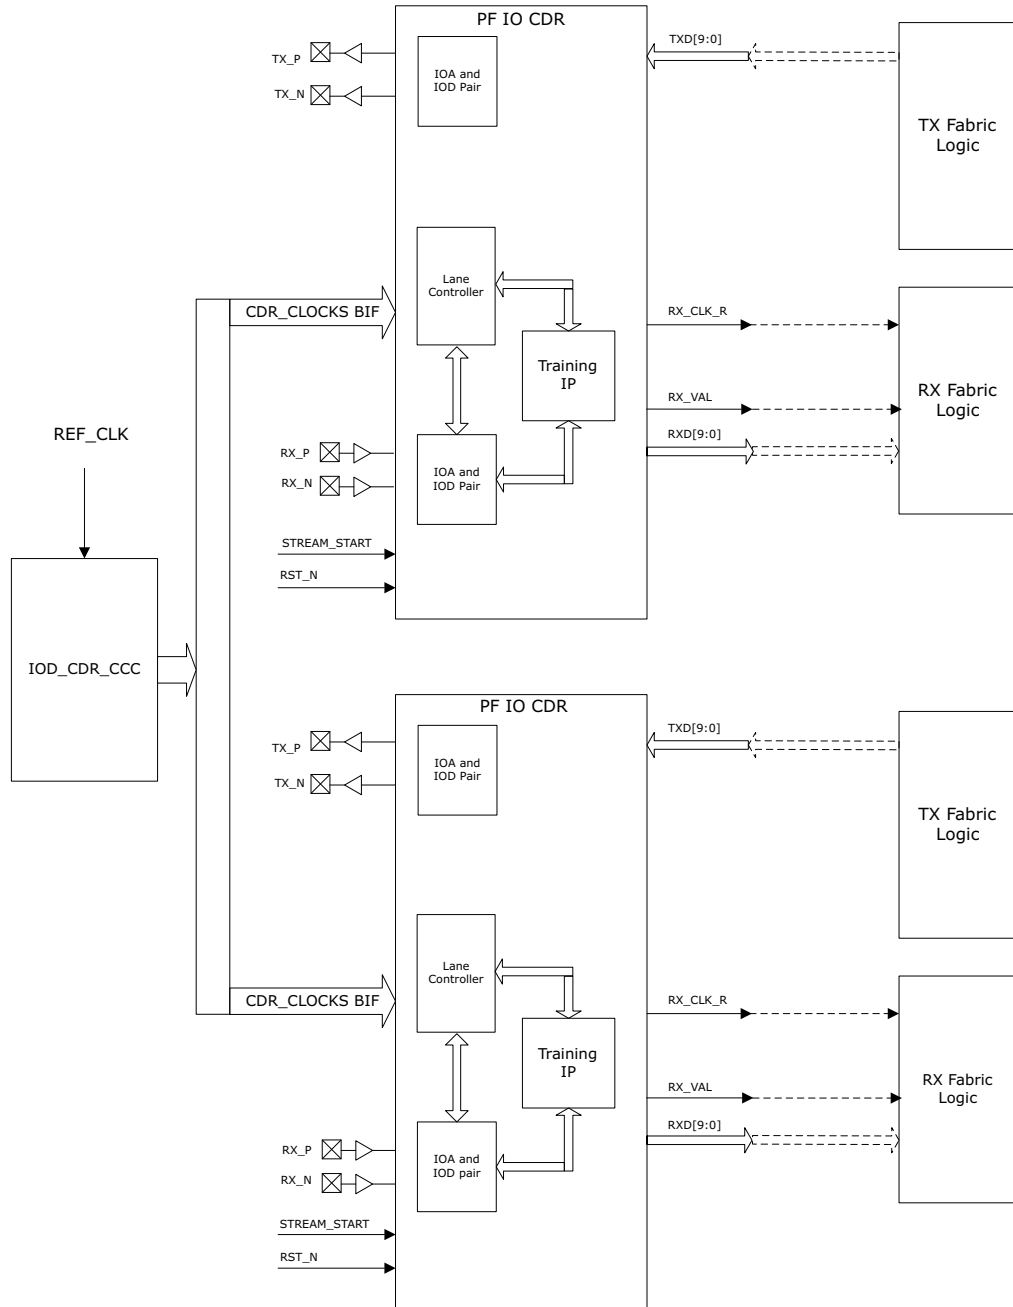 PF IO CDR
TX_P
TX_N
IOA and
IOD Pair
TXD[9:0]
TX Fabric
Logic
Lane
Controller
CDR_CLOCKS BIF
Training
IP
RX_CLK_R
RX_VAL
RXD[9:0]
RX Fabric
Logic
REF_CLK
RX_P
RX_N
IOA and
IOD Pair
STREAM_START
RST_N
IOD_CDR_CCC
PF IO CDR
TX_P
TX_N
IOA and
IOD Pair
TXD[9:0]
TX Fabric
Logic
Lane
Controller
CDR_CLOCKS BIF
Training
IP
RX_CLK_R
RX_VAL
RXD[9:0]
RX Fabric
Logic
RX_P
RX_N
IOA and
IOD pair
STREAM_START
RST_N